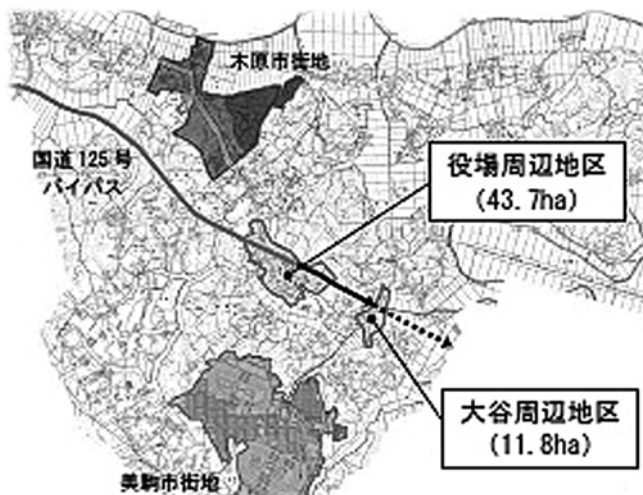 木原市街地
国道125号
バイパス
役場周辺地区
(43.7ha)
大谷周辺地区
(11.8ha)
美駒市街地